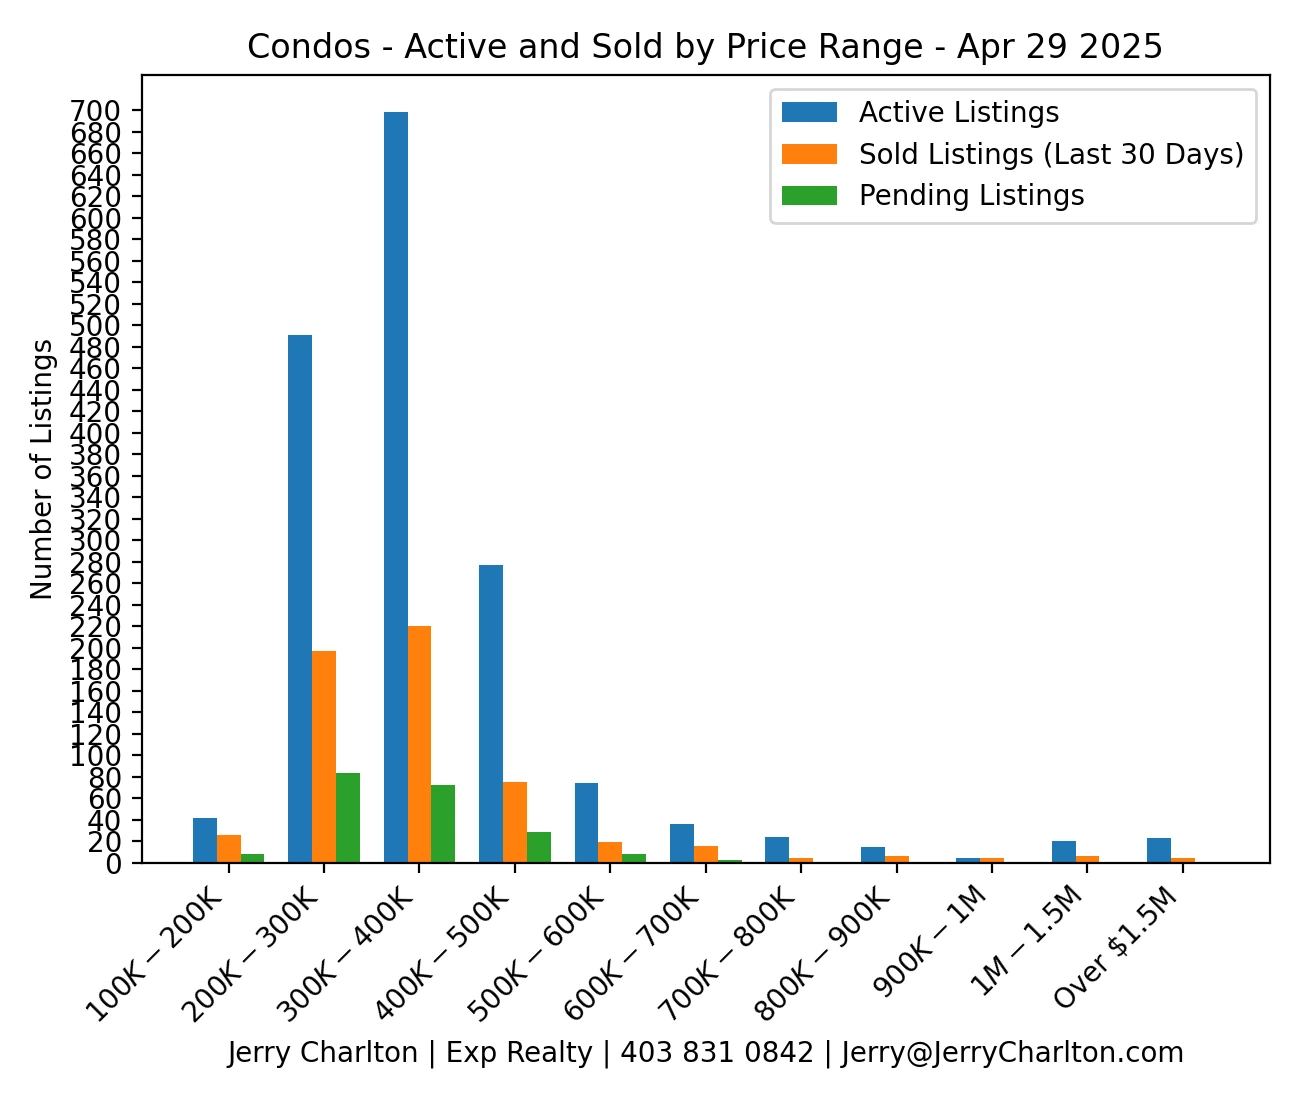 Condos - Active and Sold by Price Range - Apr 29 2025
Active Listings
Sold Listings (Last 30 Days)
Pending Listings
Number of Listings
700
680
660
640
620
600
580
560
540
520
500
480
460
440
420
400
380
360
340
320
300
280
260
240
220
200
180
160
140
120
100
80
60
40
20
0
100K − 200K
200K − 300K
300K − 400K
400K − 500K
500K − 600K
600K − 700K
700K − 800K
800K − 900K
900K − 1M
1M − 1.5M
Over $1.5M
Jerry Charlton | Exp Realty | 403 831 0842 | Jerry@JerryCharlton.com